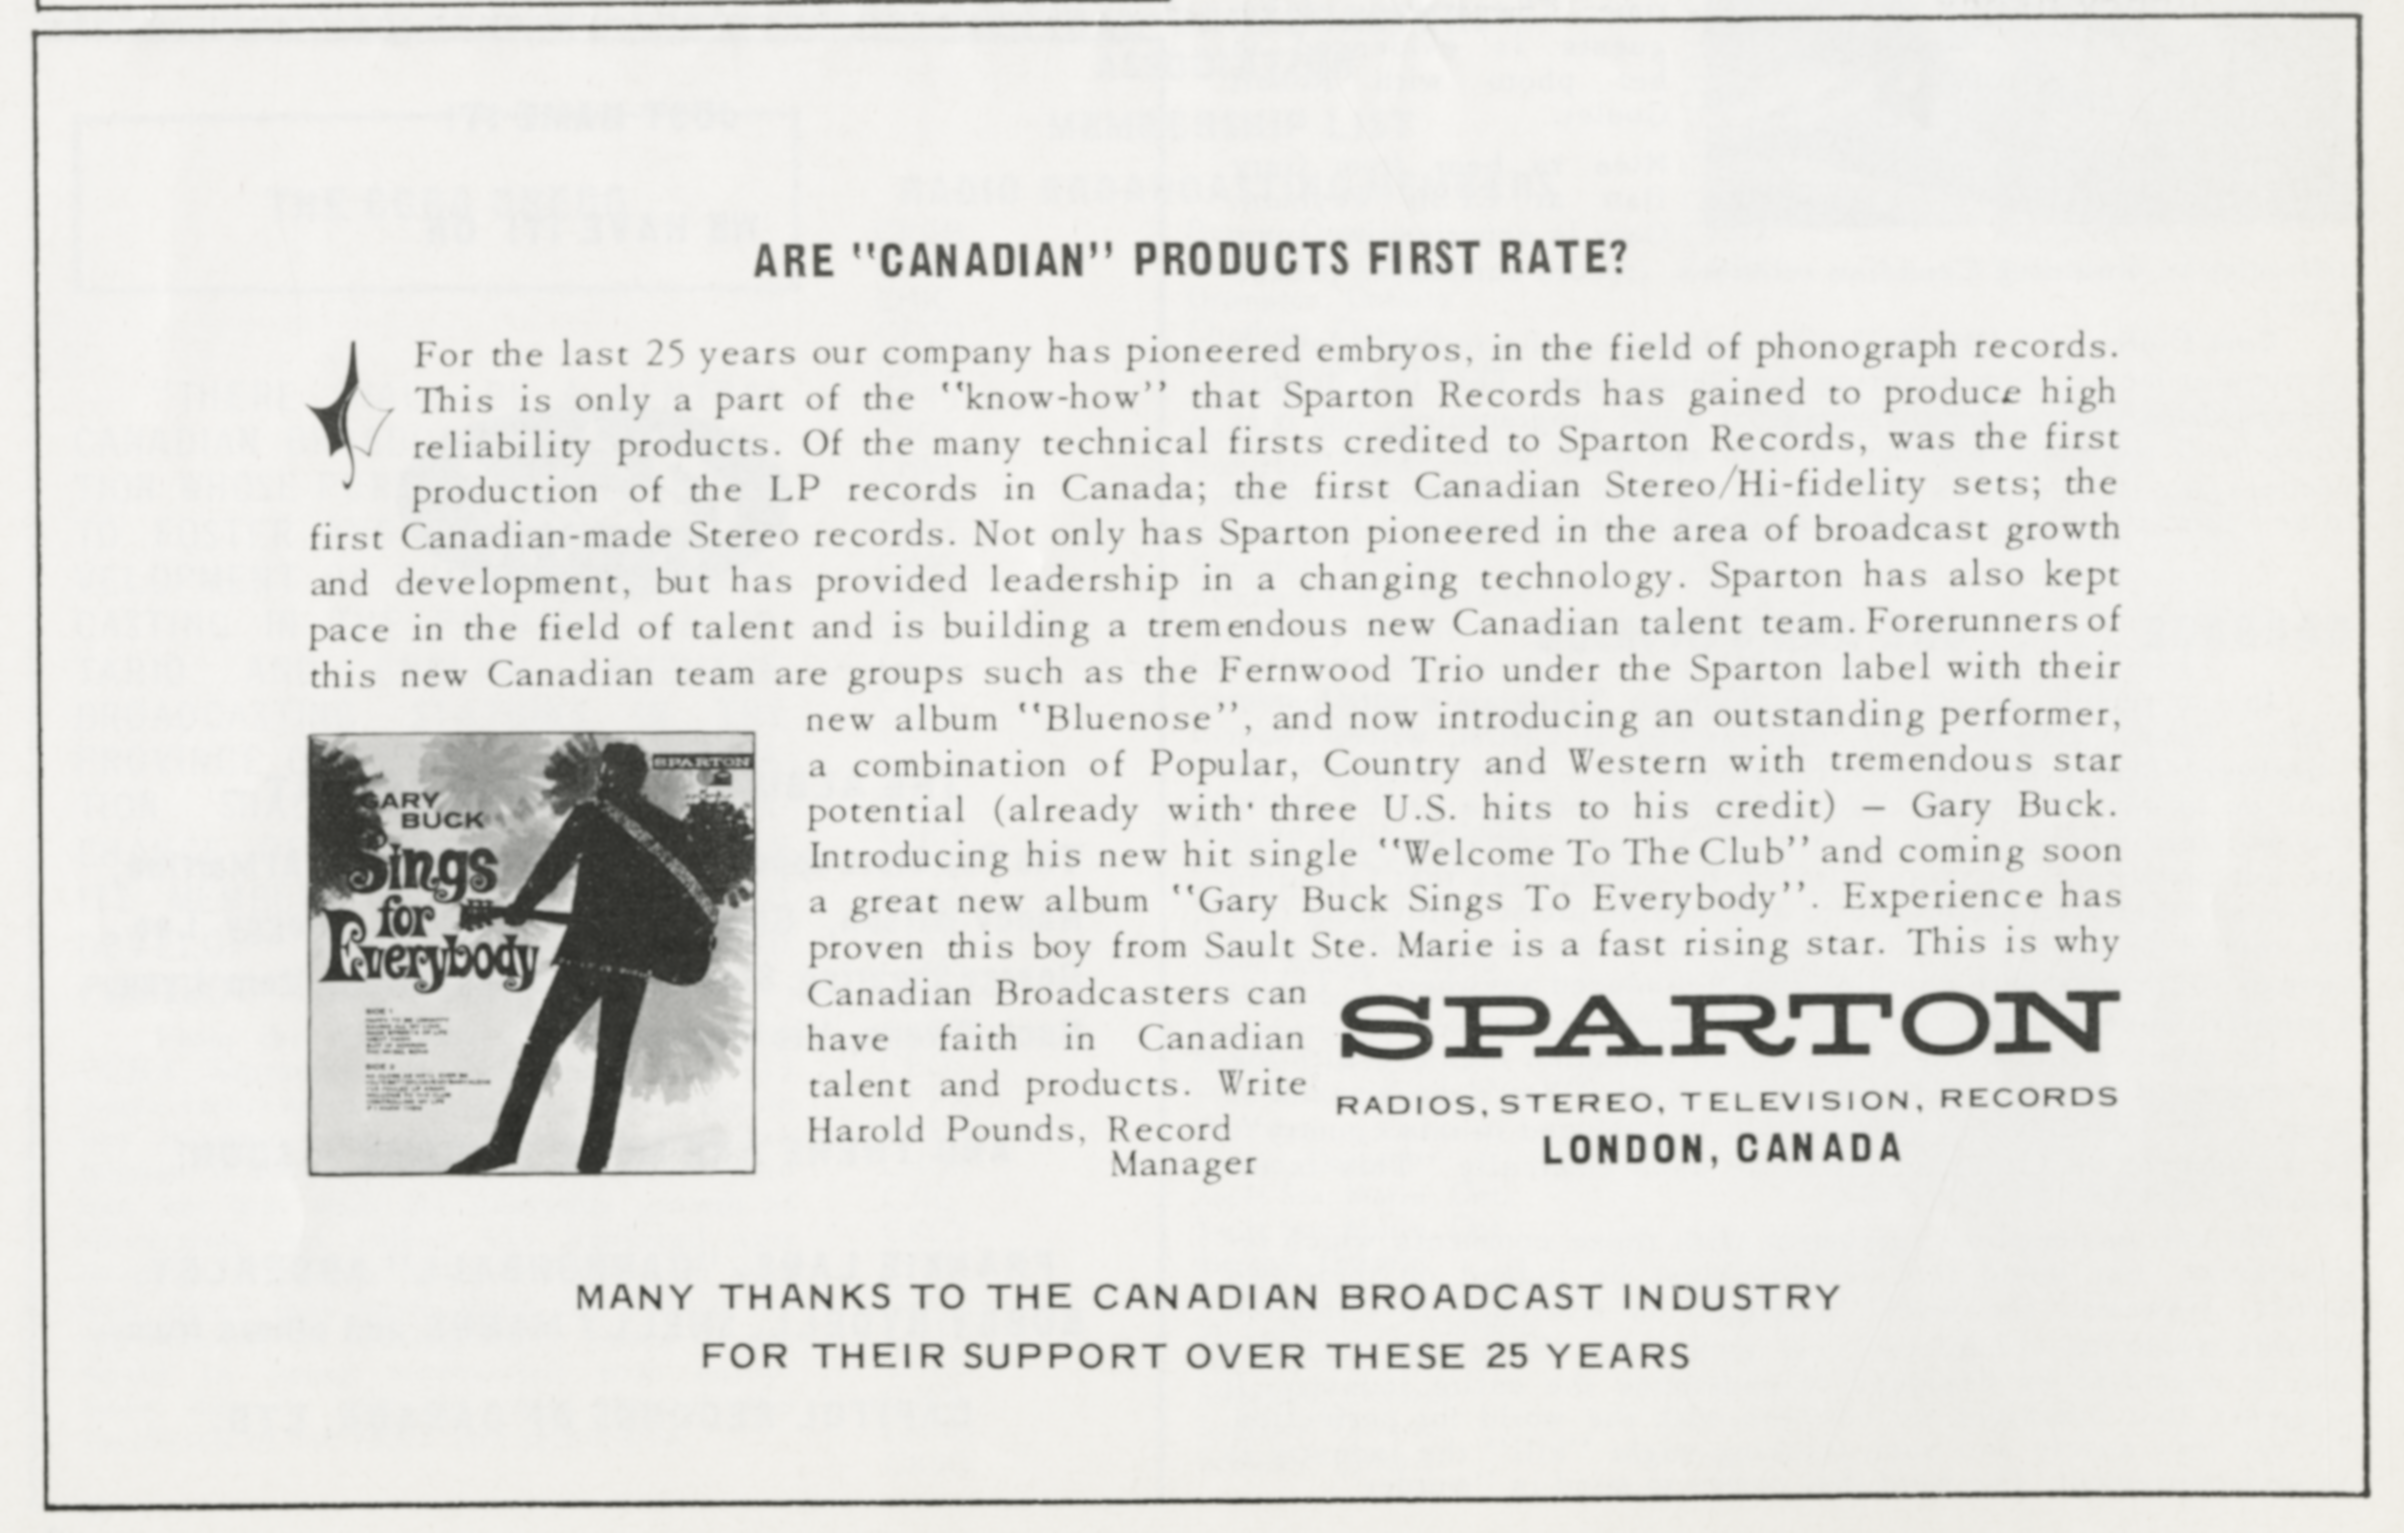 ARE "CANADIAN" PRODUCTS FIRST RATE?
For the last 25 years our company has pioneered embryos, in the field of phonograph records.
This is only a part of the "know-how" that Sparton Records has gained to produce high
reliability products. Of the many technical firsts credited to Sparton Records, was the first
production of the LP records in Canada; the first Canadian Stereo/Hi-fidelity sets; the
first Canadian-made Stereo records. Not only has Sparton pioneered in the area of broadcast growth
and development, but has provided leadership in a changing technology. Sparton has also kept
pace in the field of talent and is building a tremendous new Canadian talent team. Forerunners of
this new Canadian team are groups such as the Fernwood Trio under the Sparton label with their
new album "Bluenose", and now introducing an outstanding performer,
a combination of Popular, Country and Western with tremendous star
potential (already with three U.S. hits to his credit) – Gary Buck.
Introducing his new hit single "Welcome To The Club" and coming soon
a great new album "Gary Buck Sings To Everybody". Experience has
proven this boy from Sault Ste. Marie is a fast rising star. This is why
Canadian Broadcasters can
have faith in Canadian
talent and products. Write
Harold Pounds, Record
Manager
SPARTON
GARY
BUCK
Sings
for
Everybody
SIDE 1
SIDE 2
SPARTON
RADIOS, STEREO, TELEVISION, RECORDS
LONDON, CANADA
MANY THANKS TO THE CANADIAN BROADCAST INDUSTRY
FOR THEIR SUPPORT OVER THESE 25 YEARS